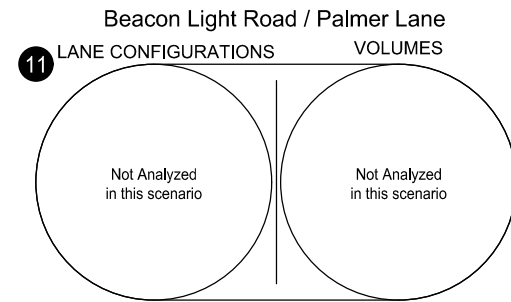 Beacon Light Road / Palmer Lane
11 LANE CONFIGURATIONS VOLUMES
Not Analyzed
in this scenario
Not Analyzed
in this scenario